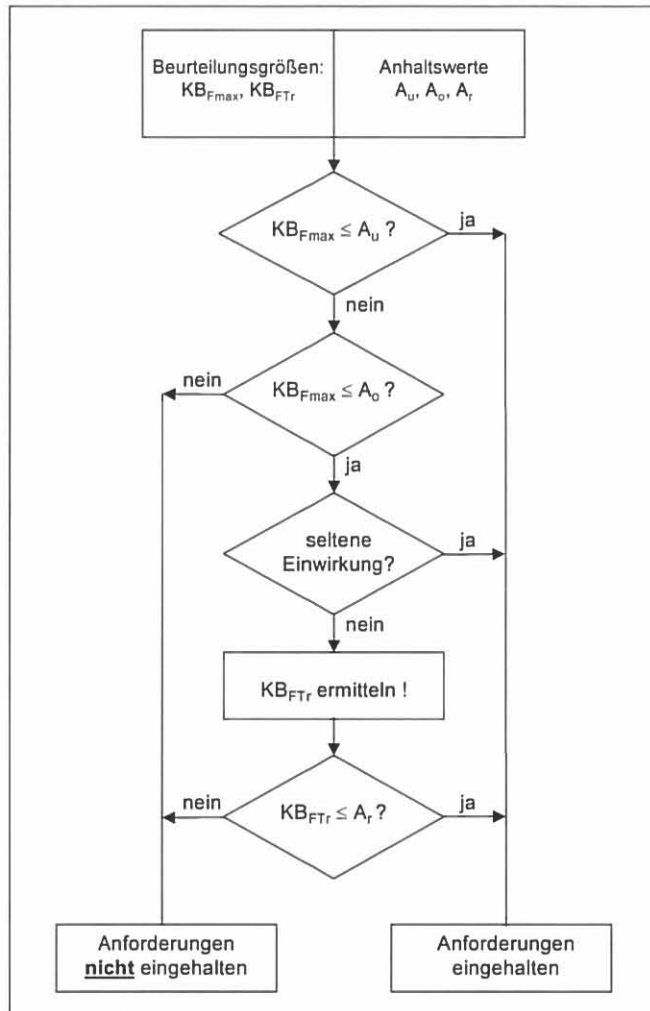 Beurteilungsgrößen:
KB_Fmax, KB_FTr
Anhaltswerte
A_u, A_o, A_r
KB_Fmax ≤ A_u ?
ja
nein
KB_Fmax ≤ A_o ?
nein
ja
seltene
Einwirkung?
ja
nein
KB_FTr ermitteln !
KB_FTr ≤ A_r ?
nein
ja
Anforderungen
nicht eingehalten
Anforderungen
eingehalten